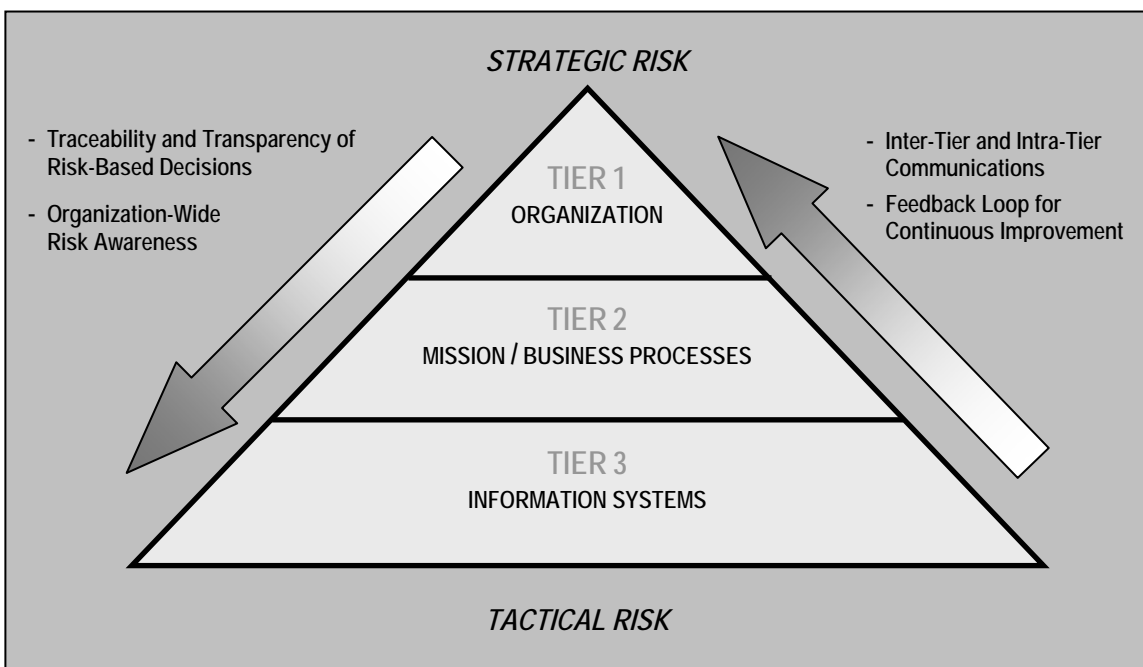 STRATEGIC RISK
- Traceability and Transparency of
Risk-Based Decisions
- Organization-Wide
Risk Awareness
- Inter-Tier and Intra-Tier
Communications
- Feedback Loop for
Continuous Improvement
TIER 1
ORGANIZATION
TIER 2
MISSION / BUSINESS PROCESSES
TIER 3
INFORMATION SYSTEMS
TACTICAL RISK